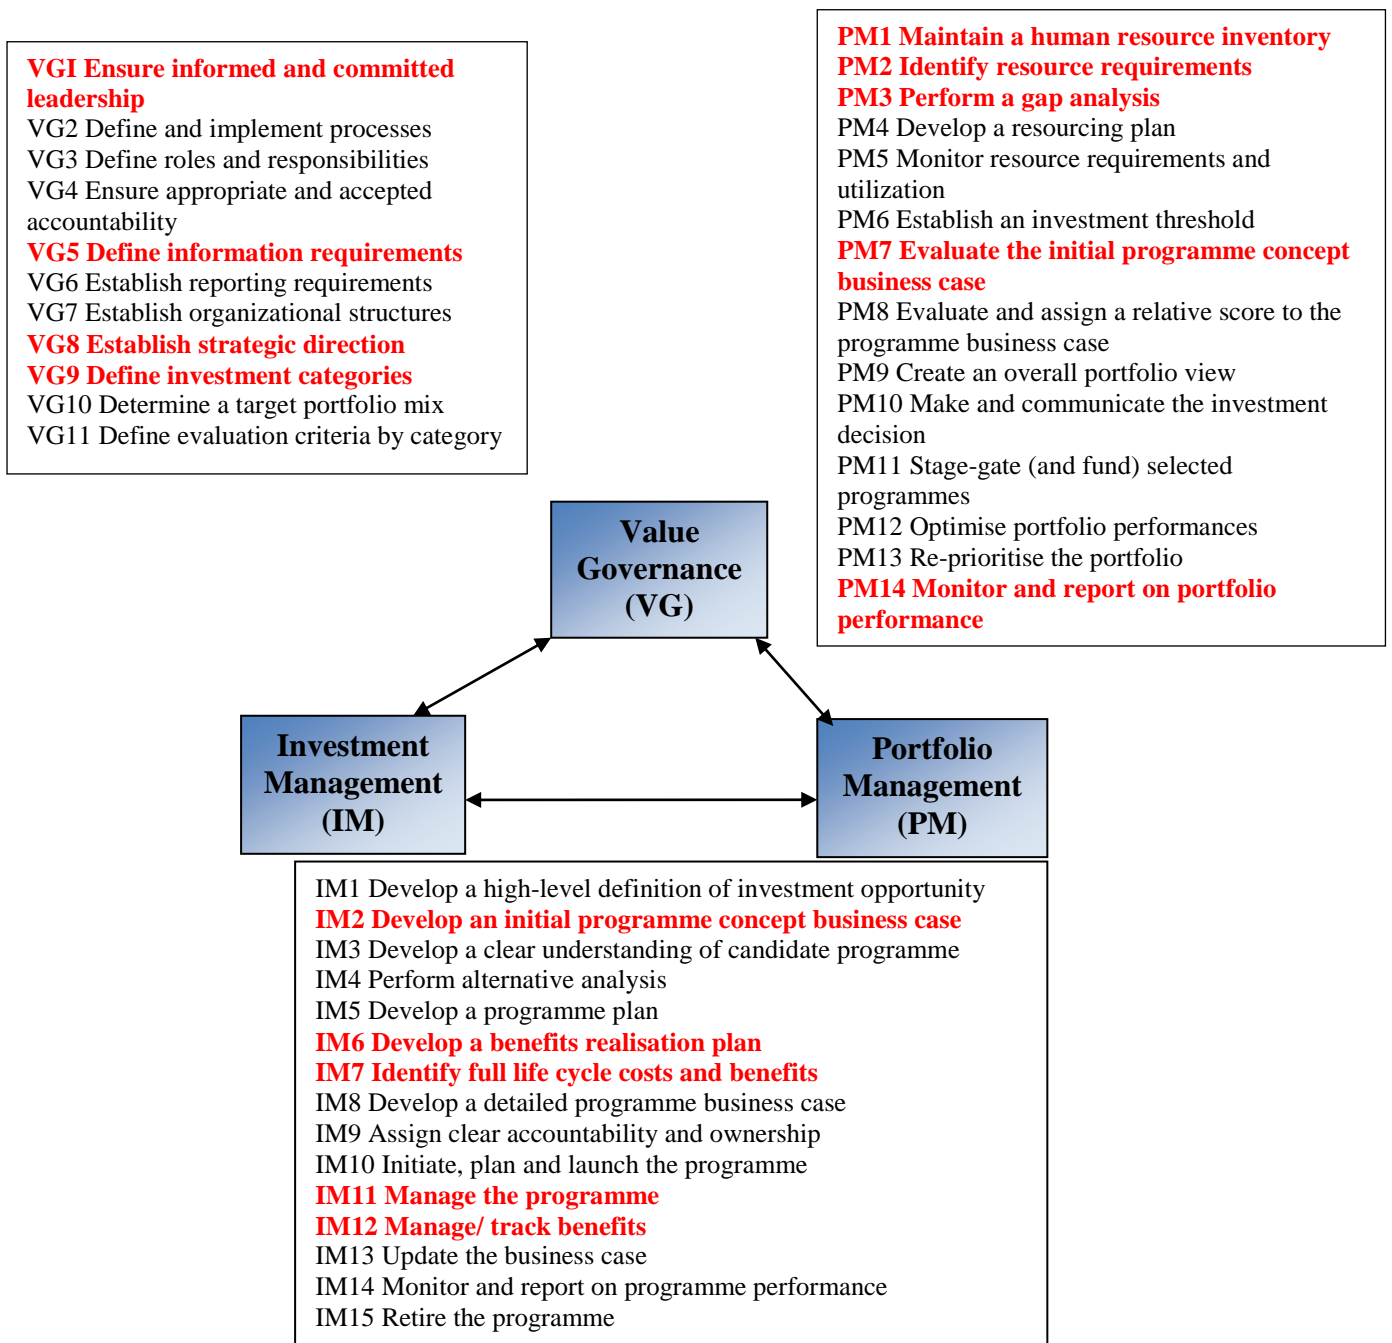 VGI Ensure informed and committed
leadership
VG2 Define and implement processes
VG3 Define roles and responsibilities
VG4 Ensure appropriate and accepted
accountability
VG5 Define information requirements
VG6 Establish reporting requirements
VG7 Establish organizational structures
VG8 Establish strategic direction
VG9 Define investment categories
VG10 Determine a target portfolio mix
VG11 Define evaluation criteria by category
PM1 Maintain a human resource inventory
PM2 Identify resource requirements
PM3 Perform a gap analysis
PM4 Develop a resourcing plan
PM5 Monitor resource requirements and
utilization
PM6 Establish an investment threshold
PM7 Evaluate the initial programme concept
business case
PM8 Evaluate and assign a relative score to the
programme business case
PM9 Create an overall portfolio view
PM10 Make and communicate the investment
decision
PM11 Stage-gate (and fund) selected
programmes
PM12 Optimise portfolio performances
PM13 Re-prioritise the portfolio
PM14 Monitor and report on portfolio
performance
Value
Governance
(VG)
Investment
Management
(IM)
Portfolio
Management
(PM)
IM1 Develop a high-level definition of investment opportunity
IM2 Develop an initial programme concept business case
IM3 Develop a clear understanding of candidate programme
IM4 Perform alternative analysis
IM5 Develop a programme plan
IM6 Develop a benefits realisation plan
IM7 Identify full life cycle costs and benefits
IM8 Develop a detailed programme business case
IM9 Assign clear accountability and ownership
IM10 Initiate, plan and launch the programme
IM11 Manage the programme
IM12 Manage/ track benefits
IM13 Update the business case
IM14 Monitor and report on programme performance
IM15 Retire the programme